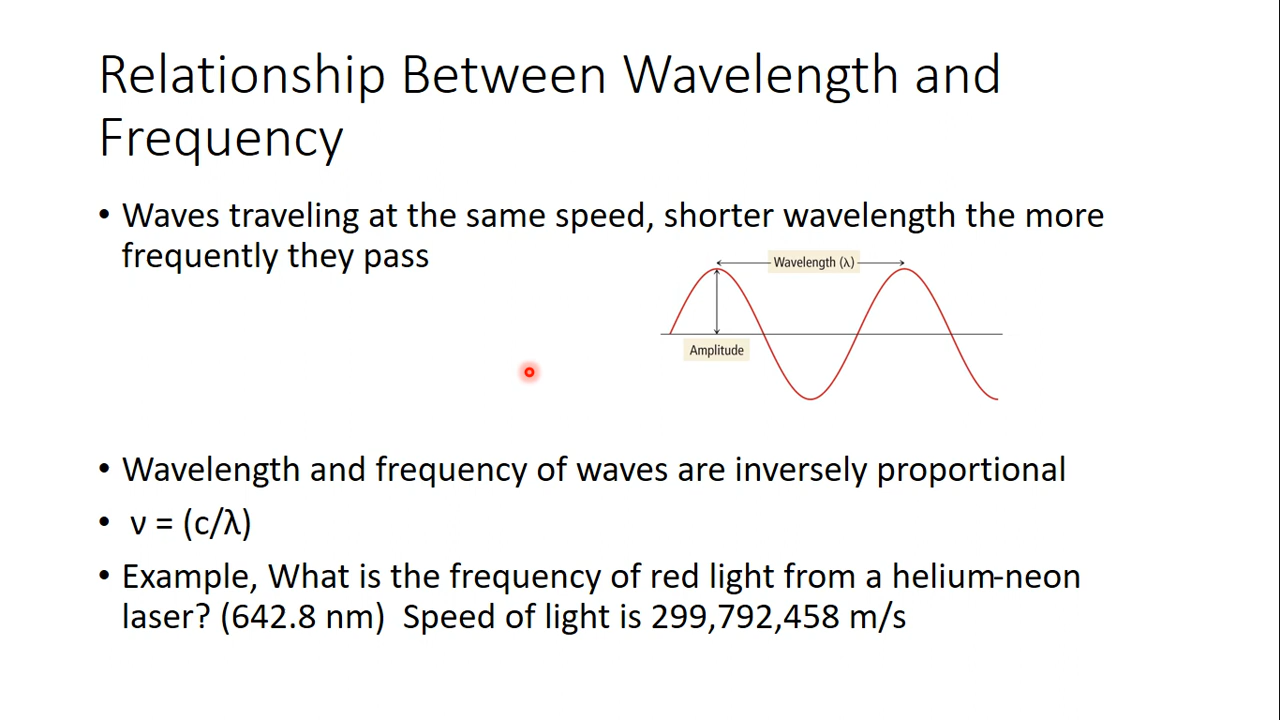 Relationship Between Wavelength and
Frequency
• Waves traveling at the same speed, shorter wavelength the more
frequently they pass
Wavelength (λ)
Amplitude
• Wavelength and frequency of waves are inversely proportional
• ν = (c/λ)
• Example, What is the frequency of red light from a helium-neon
laser? (642.8 nm)  Speed of light is 299,792,458 m/s